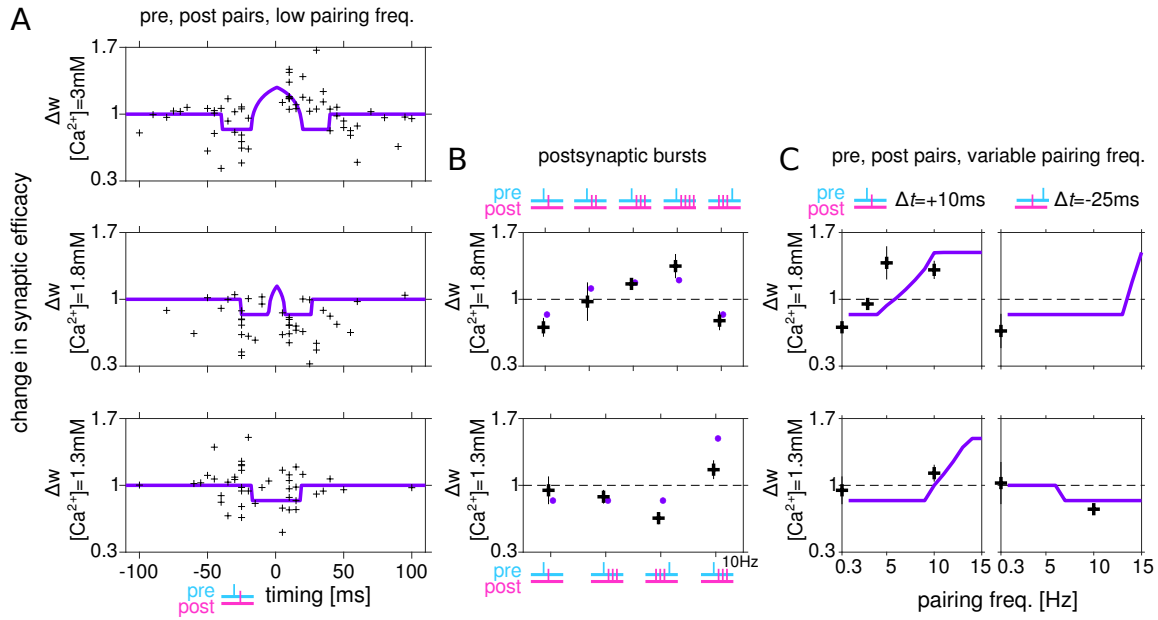 A
pre, post pairs, low pairing freq.
change in synaptic efficacy
Δw
[Ca²⁺]=3mM
1.7
1
0.3
Δw
[Ca²⁺]=1.8mM
1.7
1
0.3
Δw
[Ca²⁺]=1.3mM
1.7
1
0.3
-100 -50 0 50 100
pre
post
timing [ms]
B
postsynaptic bursts
pre
post
Δw
[Ca²⁺]=1.8mM
1.7
1
0.3
Δw
[Ca²⁺]=1.3mM
1.7
1
0.3
10Hz
pre
post
C
pre, post pairs, variable pairing freq.
pre
post
Δt=+10ms
Δt=-25ms
Δw
[Ca²⁺]=1.8mM
1.7
1
0.3
Δw
[Ca²⁺]=1.3mM
1.7
1
0.3
0.3 5 10 15
0.3 5 10 15
pairing freq. [Hz]